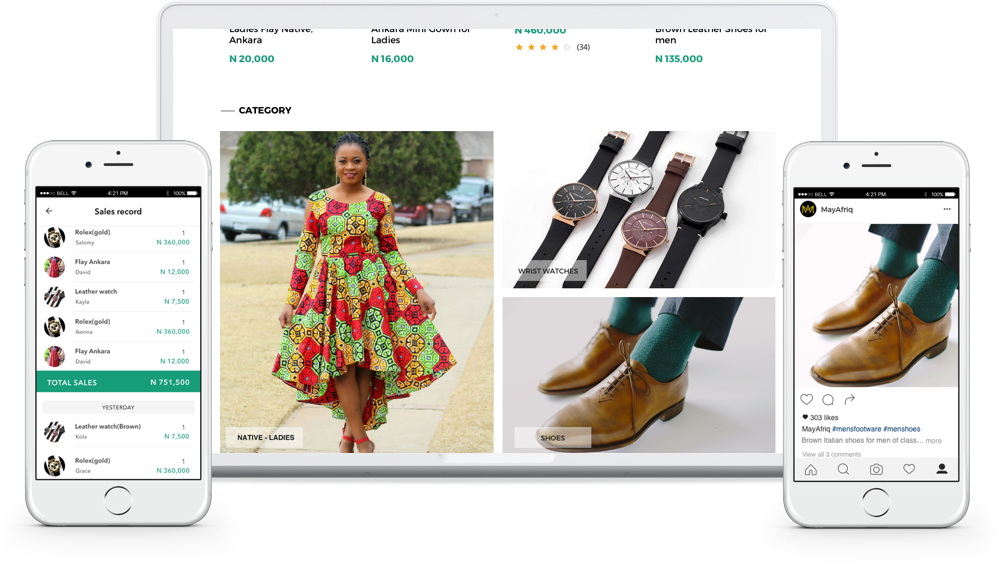 Ladies Flay Native,
Ankara
N 20,000
Ankara Mini Gown for
Ladies
N 16,000
N 460,000
(34)
Brown Leather Shoes for
men
N 135,000
CATEGORY
NATIVE - LADIES
WRIST WATCHES
SHOES
BELL
4:21 PM
100%
Sales record
Rolex(gold) 1
Salomy N 360,000
Flay Ankara 1
David N 12,000
Leather watch 1
Kayla N 7,500
Rolex(gold) 1
Ikenna N 360,000
Flay Ankara 1
David N 12,000
TOTAL SALES N 751,500
YESTERDAY
Leather watch(Brown) 1
Kola N 7,500
Rolex(gold) 1
Grace N 360,000
BELL
4:21 PM
100%
MayAfriq
303 likes
MayAfriq #mensfootware #menshoes
Brown Italian shoes for men of class... more
View all 3 comments